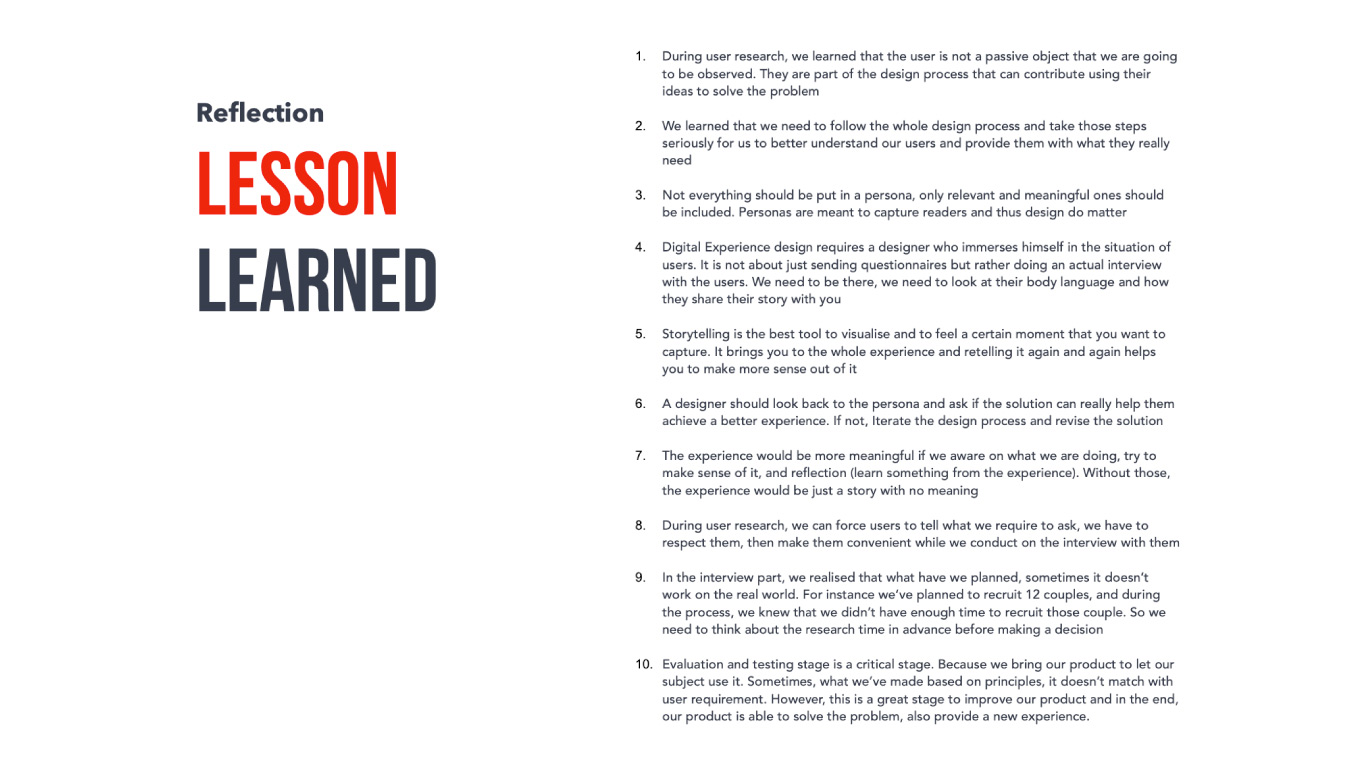 Reflection
LESSON
LEARNED
1. During user research, we learned that the user is not a passive object that we are going
to be observed. They are part of the design process that can contribute using their
ideas to solve the problem
2. We learned that we need to follow the whole design process and take those steps
seriously for us to better understand our users and provide them with what they really
need
3. Not everything should be put in a persona, only relevant and meaningful ones should
be included. Personas are meant to capture readers and thus design do matter
4. Digital Experience design requires a designer who immerses himself in the situation of
users. It is not about just sending questionnaires but rather doing an actual interview
with the users. We need to be there, we need to look at their body language and how
they share their story with you
5. Storytelling is the best tool to visualise and to feel a certain moment that you want to
capture. It brings you to the whole experience and retelling it again and again helps
you to make more sense out of it
6. A designer should look back to the persona and ask if the solution can really help them
achieve a better experience. If not, Iterate the design process and revise the solution
7. The experience would be more meaningful if we aware on what we are doing, try to
make sense of it, and reflection (learn something from the experience). Without those,
the experience would be just a story with no meaning
8. During user research, we can force users to tell what we require to ask, we have to
respect them, then make them convenient while we conduct on the interview with them
9. In the interview part, we realised that what have we planned, sometimes it doesn't
work on the real world. For instance we've planned to recruit 12 couples, and during
the process, we knew that we didn't have enough time to recruit those couple. So we
need to think about the research time in advance before making a decision
10. Evaluation and testing stage is a critical stage. Because we bring our product to let our
subject use it. Sometimes, what we've made based on principles, it doesn't match with
user requirement. However, this is a great stage to improve our product and in the end,
our product is able to solve the problem, also provide a new experience.